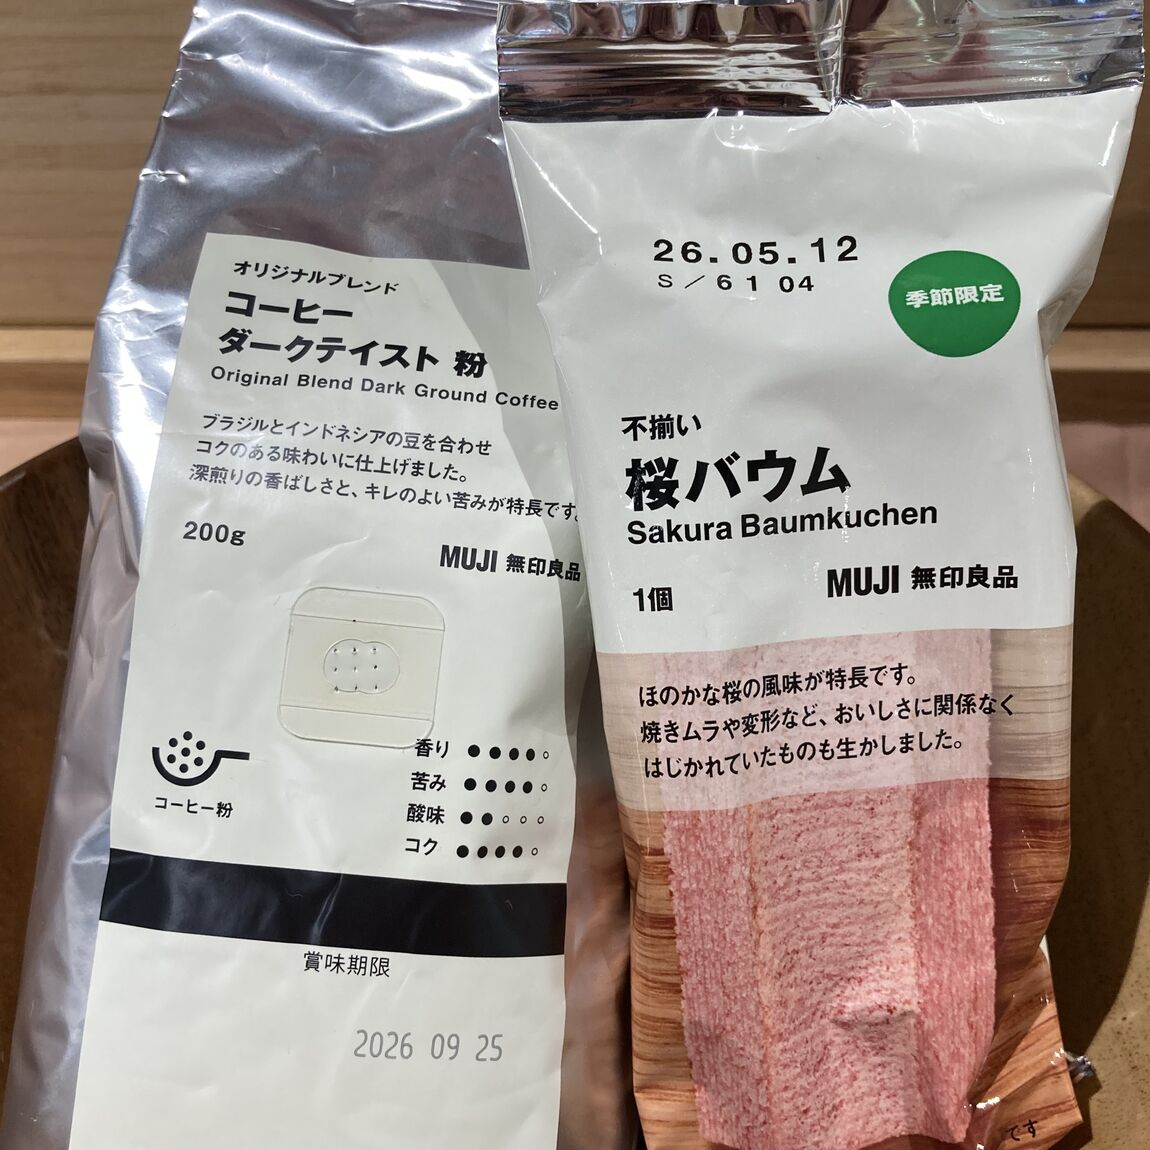 オリジナルブレンド
コーヒー
ダークテイスト 粉
Original Blend Dark Ground Coffee
ブラジルとインドネシアの豆を合わせ
コクのある味わいに仕上げました。
深煎りの香ばしさと、キレのよい苦みが特長です。
200g
MUJI 無印良品
香り
苦み
酸味
コク
コーヒー粉
賞味期限
2026 09 25
26.05.12
S/61 04
季節限定
不揃い
桜バウム
Sakura Baumkuchen
1個
MUJI 無印良品
ほのかな桜の風味が特長です。
焼きムラや変形など、おいしさに関係なく
はじかれていたものも生かしました。
です